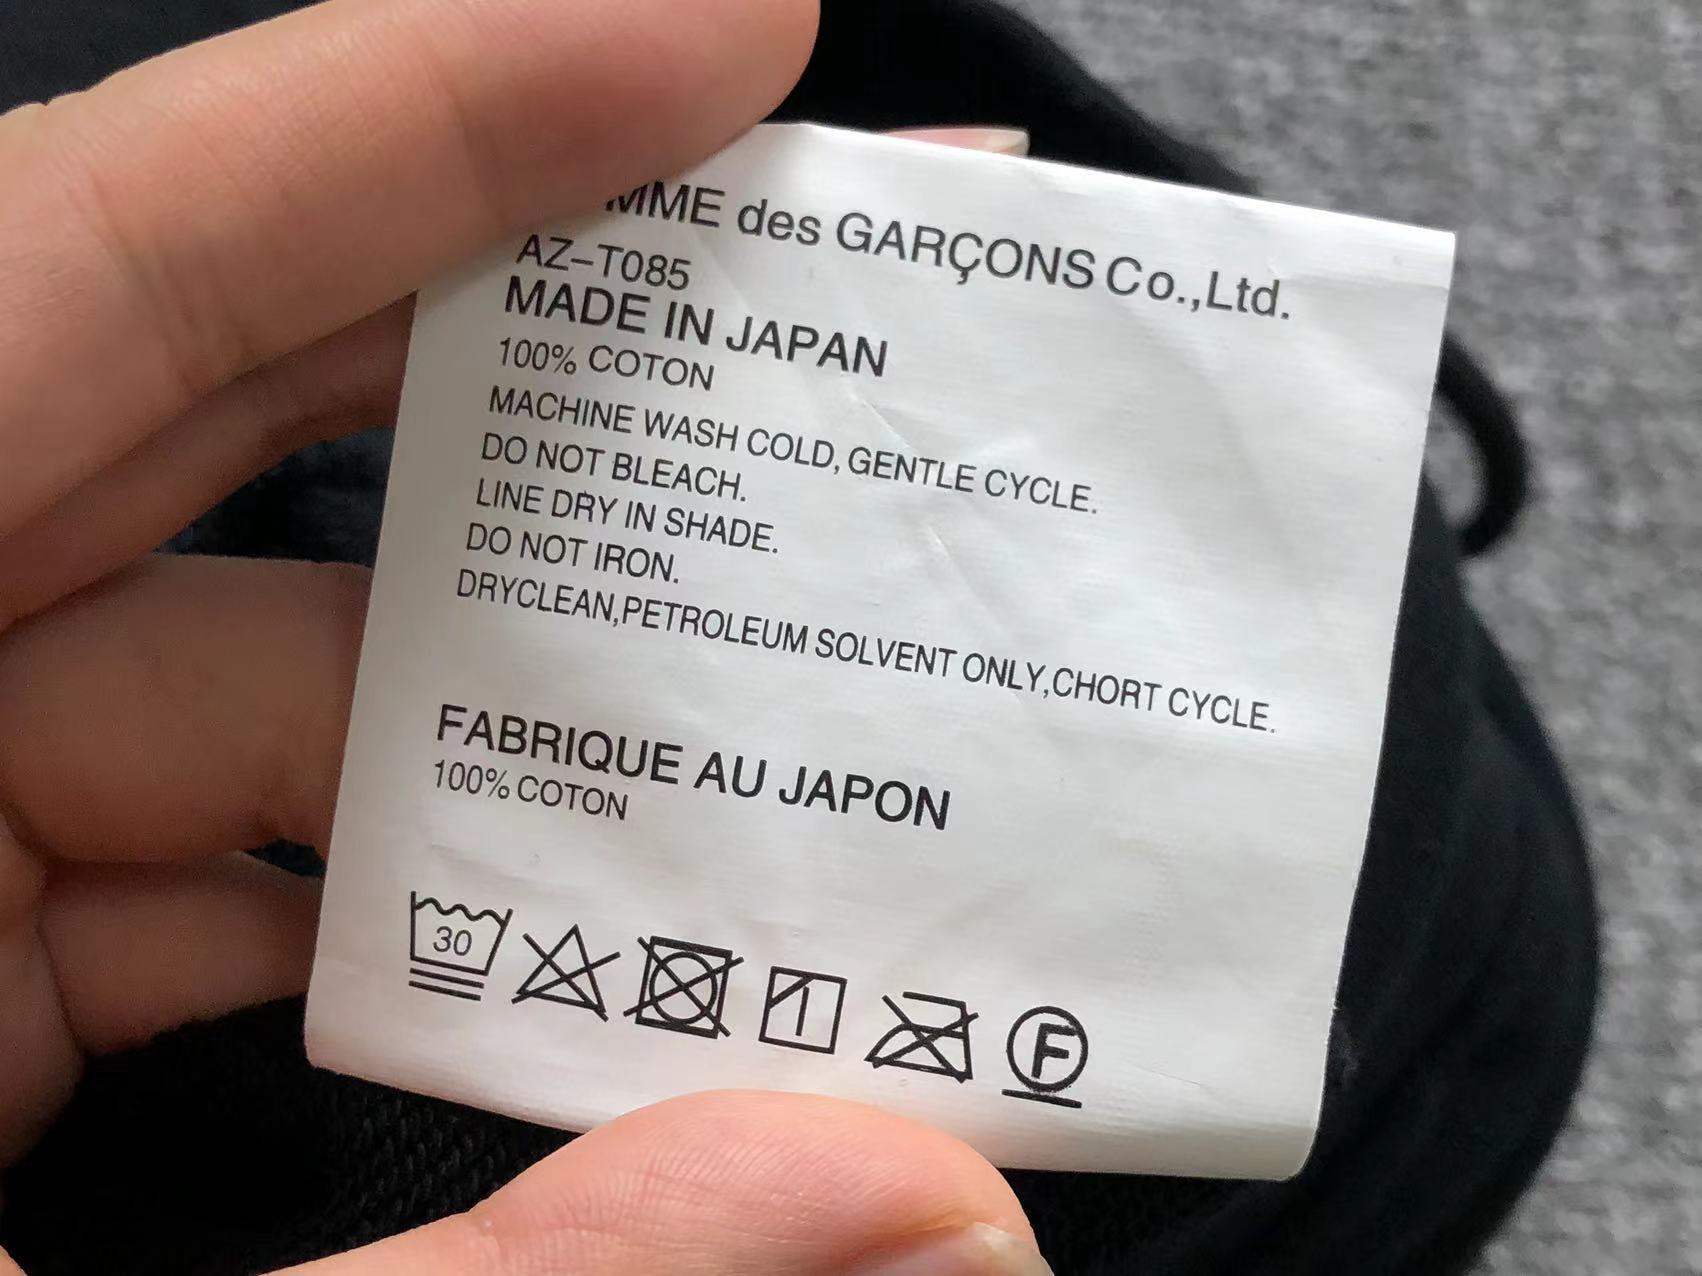 MME des GARÇONS Co.,Ltd.
AZ-T085
MADE IN JAPAN
100% COTON
MACHINE WASH COLD, GENTLE CYCLE.
DO NOT BLEACH.
LINE DRY IN SHADE.
DO NOT IRON.
DRYCLEAN,PETROLEUM SOLVENT ONLY,CHORT CYCLE.
FABRIQUE AU JAPON
100% COTON
30
F